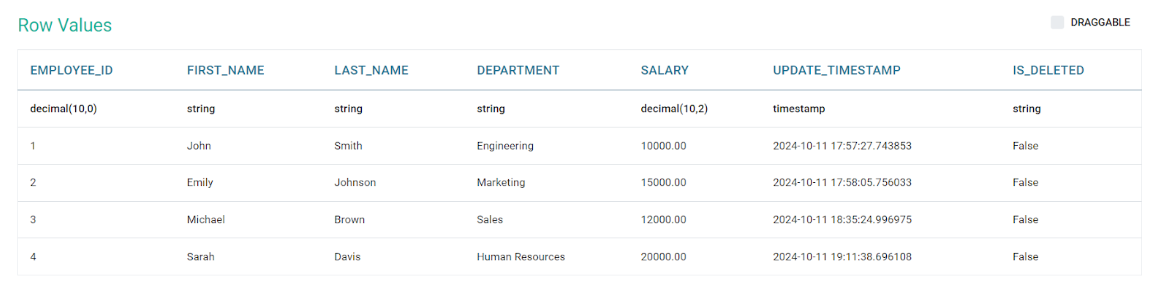 Row Values
DRAGGABLE
EMPLOYEE_ID FIRST_NAME LAST_NAME DEPARTMENT SALARY UPDATE_TIMESTAMP IS_DELETED
decimal(10,0) string string string decimal(10,2) timestamp string
1 John Smith Engineering 10000.00 2024-10-11 17:57:27.743853 False
2 Emily Johnson Marketing 15000.00 2024-10-11 17:58:05.756033 False
3 Michael Brown Sales 12000.00 2024-10-11 18:35:24.996975 False
4 Sarah Davis Human Resources 20000.00 2024-10-11 19:11:38.696108 False